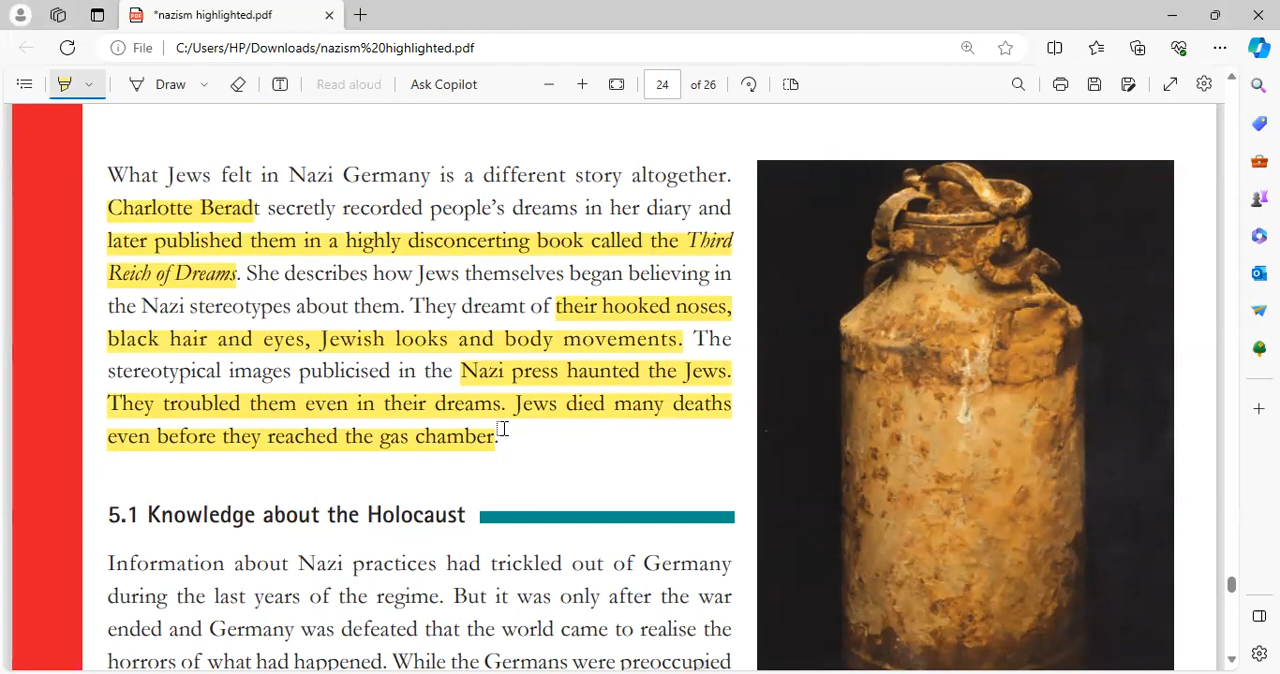 *nazism highlighted.pdf
File
C:/Users/HP/Downloads/nazism%20highlighted.pdf
Draw
Read aloud
Ask Copilot
24
of 26
What Jews felt in Nazi Germany is a different story altogether.
Charlotte Beradt secretly recorded people’s dreams in her diary and
later published them in a highly disconcerting book called the Third
Reich of Dreams. She describes how Jews themselves began believing in
the Nazi stereotypes about them. They dreamt of their hooked noses,
black hair and eyes, Jewish looks and body movements. The
stereotypical images publicised in the Nazi press haunted the Jews.
They troubled them even in their dreams. Jews died many deaths
even before they reached the gas chamber.
5.1 Knowledge about the Holocaust
Information about Nazi practices had trickled out of Germany
during the last years of the regime. But it was only after the war
ended and Germany was defeated that the world came to realise the
horrors of what had happened. While the Germans were preoccupied